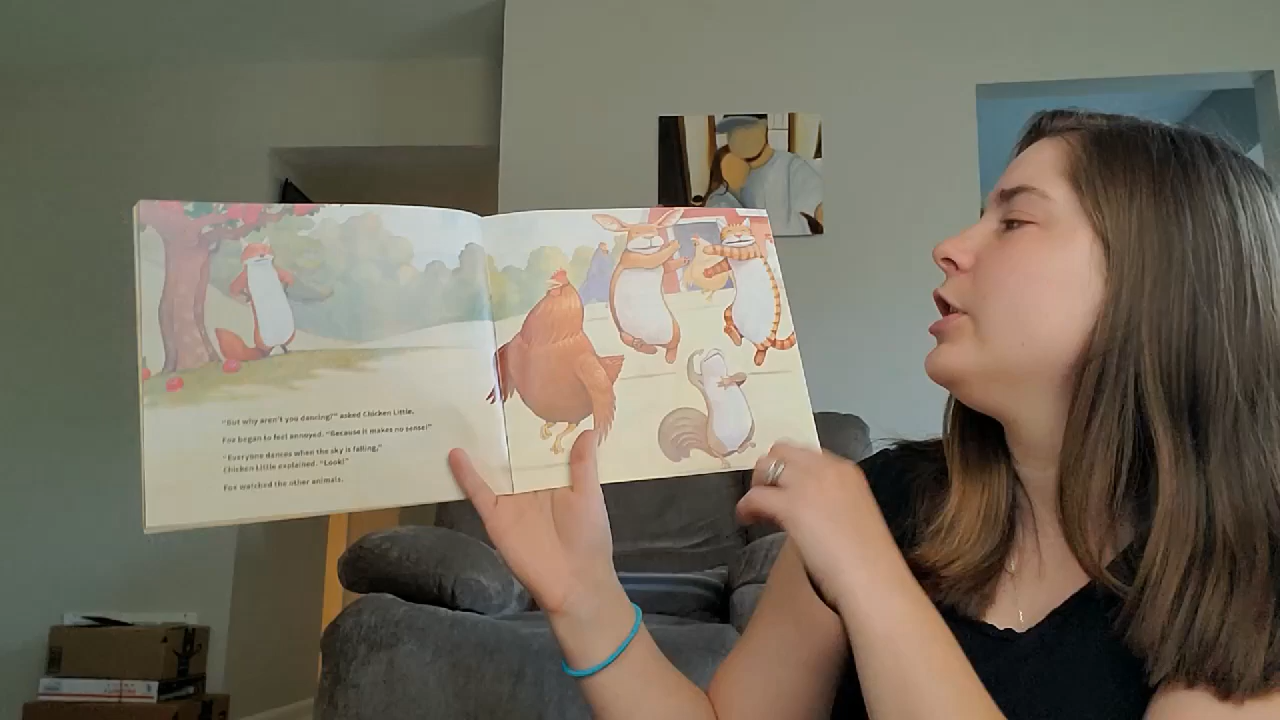 "But why aren't you dancing?" asked Chicken Little.
Fox began to feel annoyed. "Because it makes no sense!"
"Everyone dances when the sky is falling,"
Chicken Little explained. "Look!"
Fox watched the other animals.